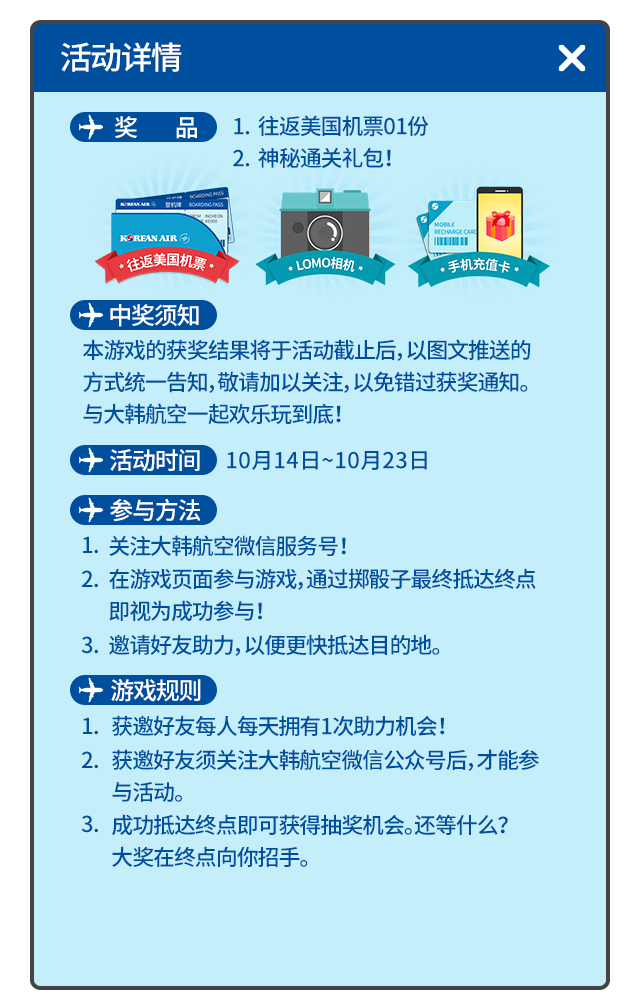 活动详情
奖 品
1. 往返美国机票01份
2. 神秘通关礼包！
BOARDING PASS
KOREAN AIR 登机牌 BOARDING PASS
INCHEON
KOREAN AIR
往返美国机票
LOMO相机
MOBILE
RECHARGE CARD
手机充值卡
中奖须知
本游戏的获奖结果将于活动截止后，以图文推送的
方式统一告知，敬请加以关注，以免错过获奖通知。
与大韩航空一起欢乐玩到底！
活动时间
10月14日~10月23日
参与方法
1. 关注大韩航空微信服务号！
2. 在游戏页面参与游戏，通过掷骰子最终抵达终点
即视为成功参与！
3. 邀请好友助力，以便更快抵达目的地。
游戏规则
1. 获邀好友每人每天拥有1次助力机会！
2. 获邀好友须关注大韩航空微信公众号后，才能参
与活动。
3. 成功抵达终点即可获得抽奖机会。还等什么？
大奖在终点向你招手。